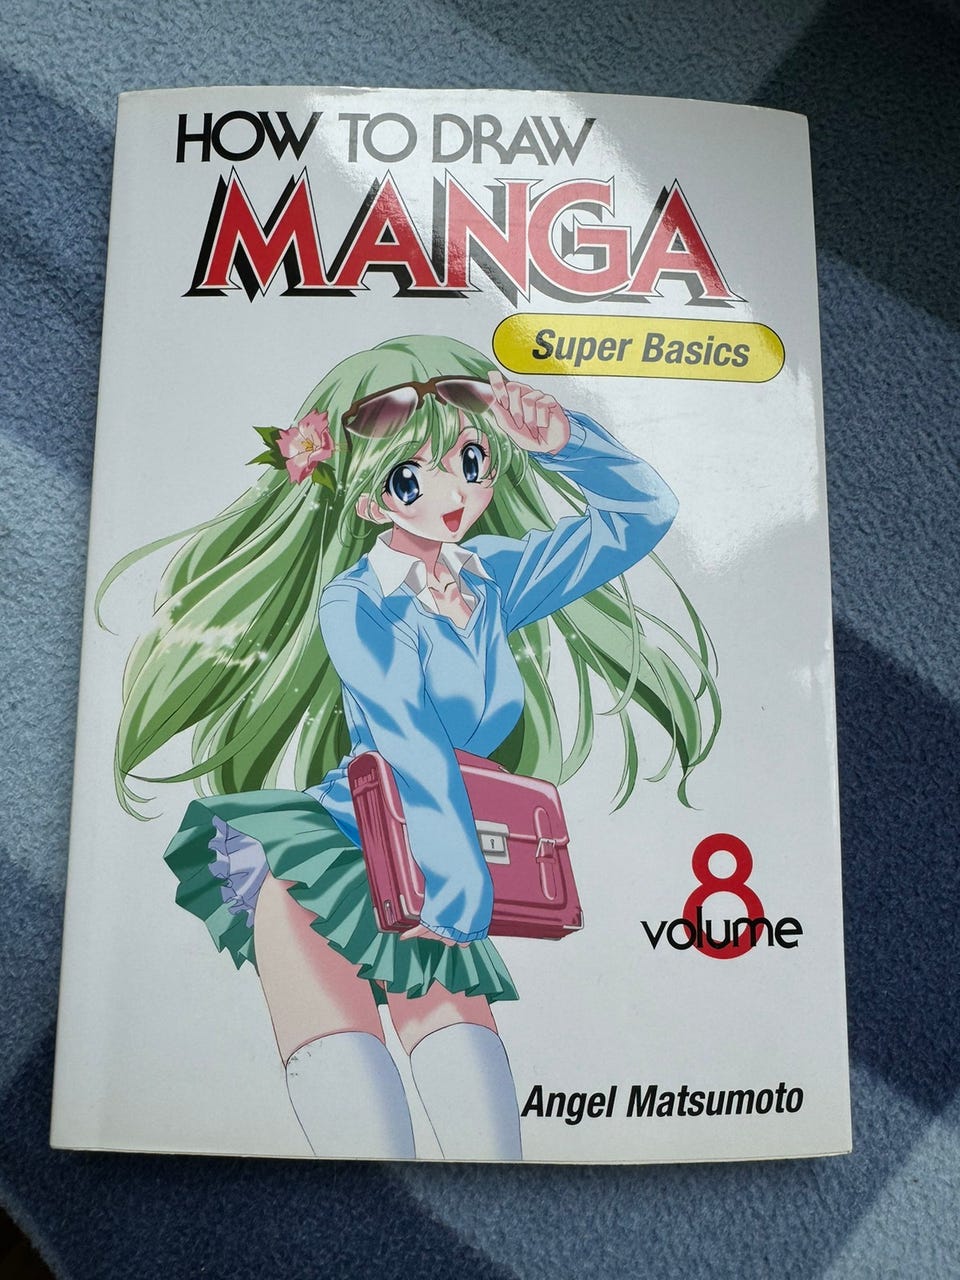 HOW TO DRAW
MANGA
Super Basics
8
volume
Angel Matsumoto